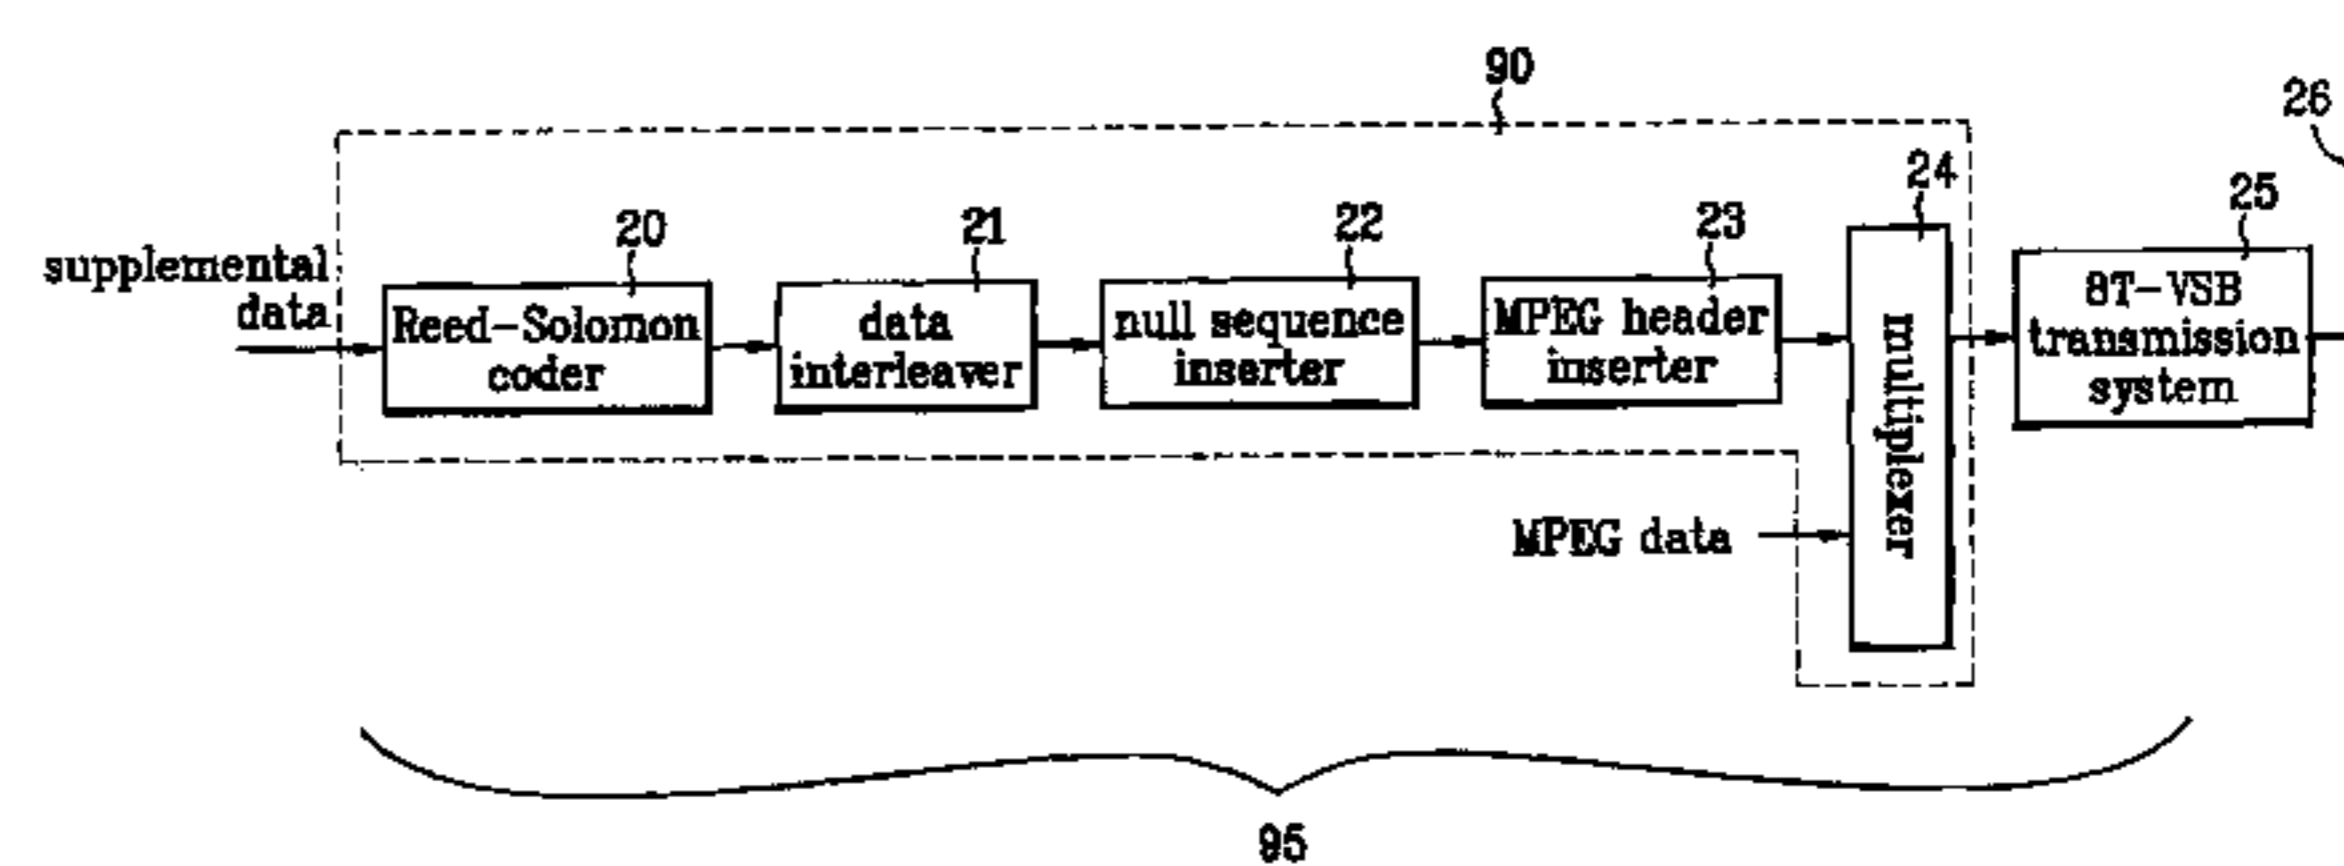 90
26
24
25
20
21
22
23
supplemental
data
Reed-Solomon
coder
data
interleaver
null sequence
inserter
MPEG header
inserter
multiplexer
8T-VSB
transmission
system
MPEG data
95